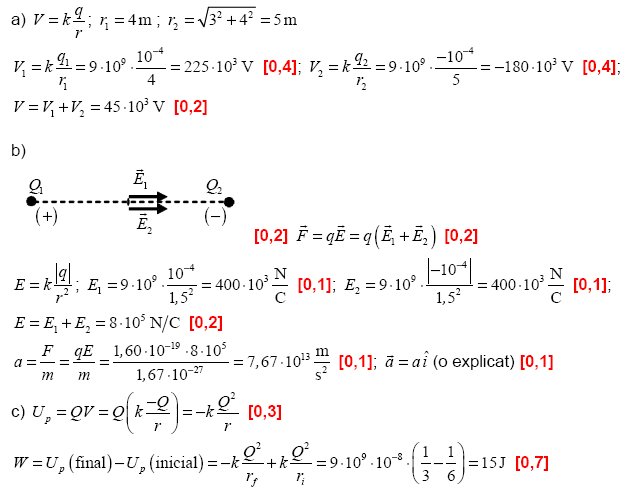 a) V = k q/r ; r₁ = 4 m ; r₂ = √(3² + 4²) = 5 m
V₁ = k q₁/r₁ = 9·10⁹ · 10⁻⁴/4 = 225·10³ V [0,4]; V₂ = k q₂/r₂ = 9·10⁹ · −10⁻⁴/5 = −180·10³ V [0,4];
V = V₁ + V₂ = 45·10³ V [0,2]
b)
Q₁ E⃗₁ Q₂
(+) E⃗₂ (−)
[0,2] F⃗ = qE⃗ = q(E⃗₁ + E⃗₂) [0,2]
E = k |q|/r² ; E₁ = 9·10⁹ · 10⁻⁴/1,5² = 400·10³ N/C [0,1]; E₂ = 9·10⁹ · |−10⁻⁴|/1,5² = 400·10³ N/C [0,1];
E = E₁ + E₂ = 8·10⁵ N/C [0,2]
a = F/m = qE/m = 1,60·10⁻¹⁹·8·10⁵/1,67·10⁻²⁷ = 7,67·10¹³ m/s² [0,1]; a⃗ = a î (o explicat) [0,1]
c) Uₚ = QV = Q(k −Q/r) = −k Q²/r [0,3]
W = Uₚ (final) − Uₚ (inicial) = −k Q²/r_f + k Q²/r_i = 9·10⁹·10⁻⁸·(1/3 − 1/6) = 15 J [0,7]